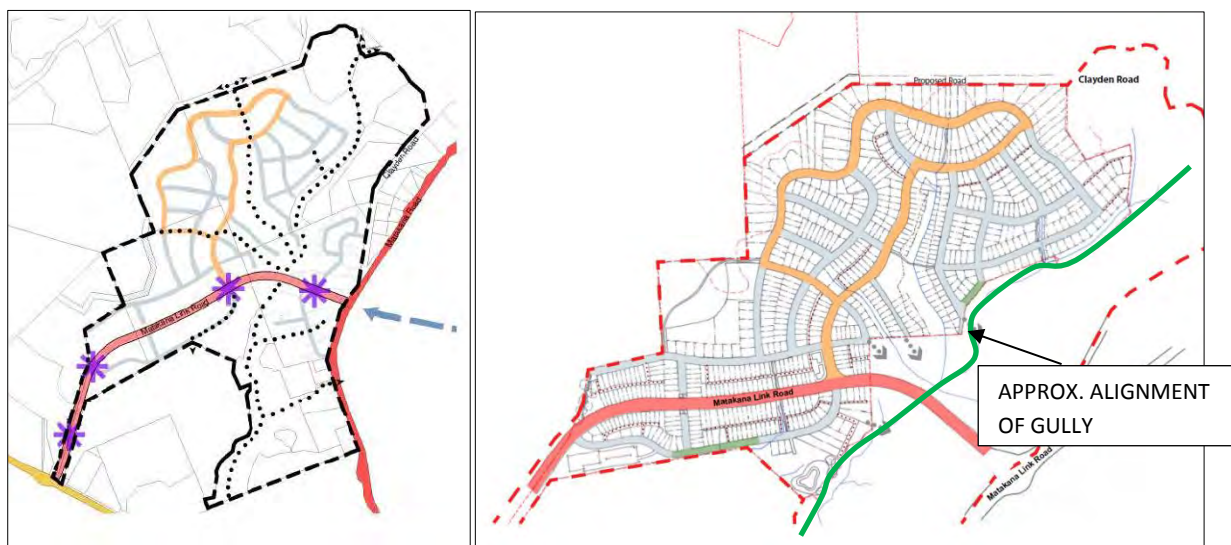 Clayden Road
Matakana Road
Matakana Link Road
Proposed Road
Clayden Road
Matakana Link Road
APPROX. ALIGNMENT
OF GULLY
Matakana Link Road